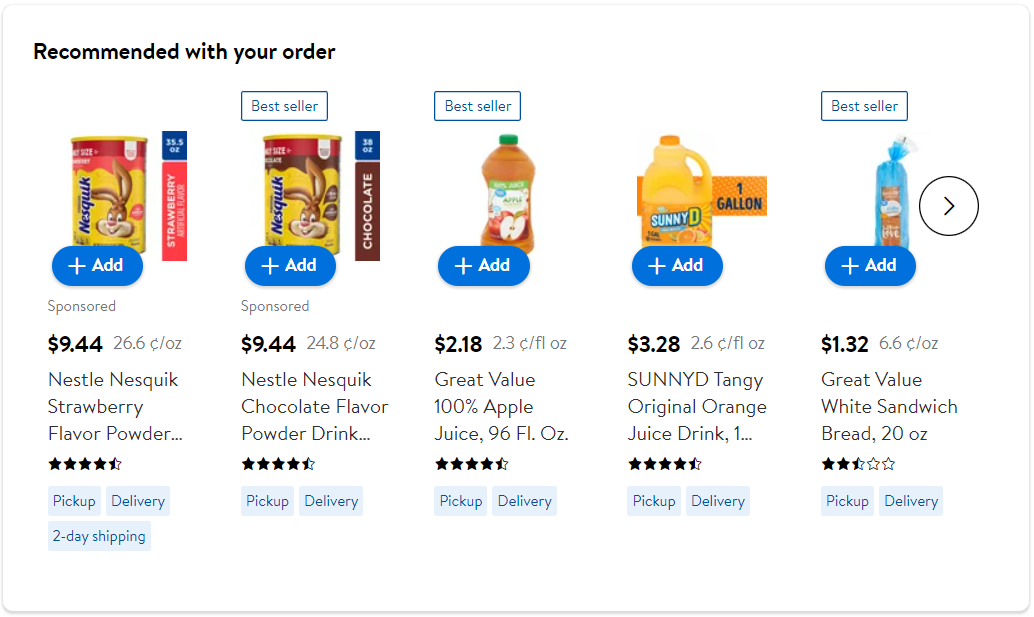 Recommended with your order
Best seller
Best seller
Best seller
35.5
OZ
STRAWBERRY
ARTIFICIAL FLAVOR
Nesquik
38
OZ
CHOCOLATE
Nesquik
100% JUICE
APPLE
SUNNYD
1
GALLON
+ Add
+ Add
+ Add
+ Add
+ Add
Sponsored
Sponsored
$9.44 26.6 ¢/oz
Nestle Nesquik
Strawberry
Flavor Powder...
Pickup Delivery
2-day shipping
$9.44 24.8 ¢/oz
Nestle Nesquik
Chocolate Flavor
Powder Drink...
Pickup Delivery
$2.18 2.3 ¢/fl oz
Great Value
100% Apple
Juice, 96 Fl. Oz.
Pickup Delivery
$3.28 2.6 ¢/fl oz
SUNNYD Tangy
Original Orange
Juice Drink, 1...
Pickup Delivery
$1.32 6.6 ¢/oz
Great Value
White Sandwich
Bread, 20 oz
Pickup Delivery